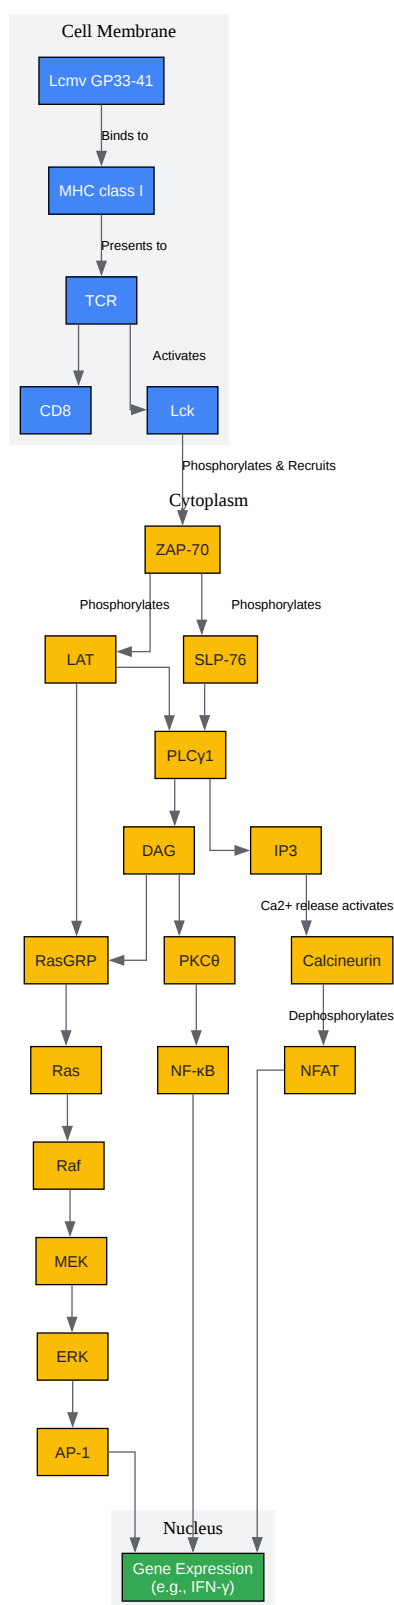 Cell Membrane
Lcmv GP33-41
Binds to
MHC class I
Presents to
TCR
Activates
CD8
Lck
Phosphorylates & Recruits
Cytoplasm
ZAP-70
Phosphorylates
Phosphorylates
LAT
SLP-76
PLCγ1
DAG
IP3
Ca2+ release activates
RasGRP
PKCθ
Calcineurin
Dephosphorylates
Ras
NF-κB
NFAT
Raf
MEK
ERK
AP-1
Nucleus
Gene Expression
(e.g., IFN-γ)